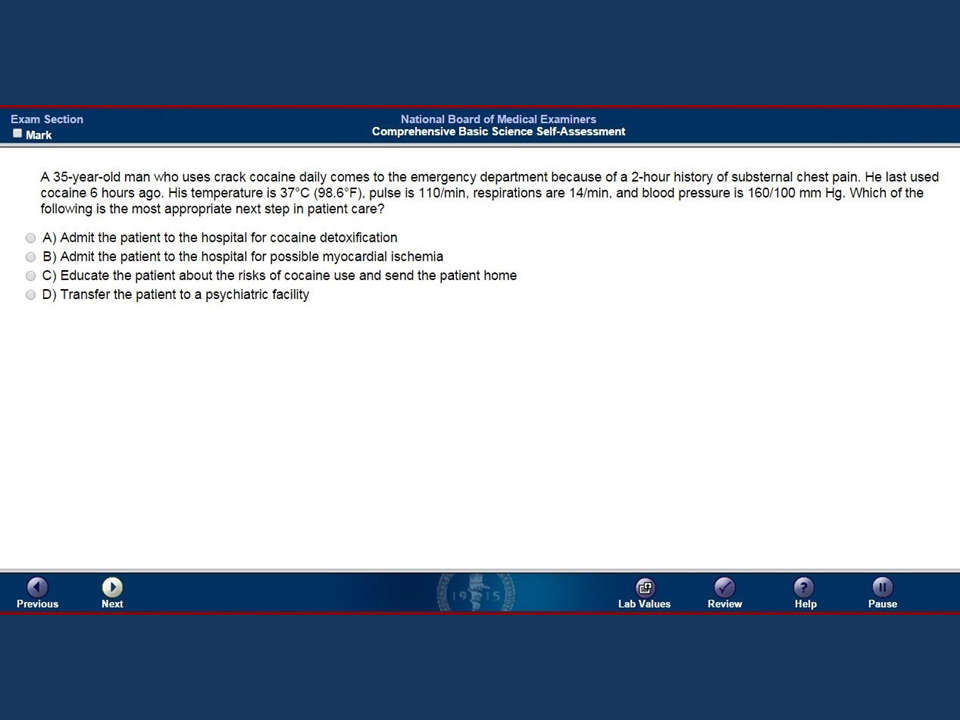 Exam Section
Mark
National Board of Medical Examiners
Comprehensive Basic Science Self-Assessment
A 35-year-old man who uses crack cocaine daily comes to the emergency department because of a 2-hour history of substernal chest pain. He last used
cocaine 6 hours ago. His temperature is 37°C (98.6°F), pulse is 110/min, respirations are 14/min, and blood pressure is 160/100 mm Hg. Which of the
following is the most appropriate next step in patient care?
A) Admit the patient to the hospital for cocaine detoxification
B) Admit the patient to the hospital for possible myocardial ischemia
C) Educate the patient about the risks of cocaine use and send the patient home
D) Transfer the patient to a psychiatric facility
Previous
Next
1915
Lab Values
Review
Help
Pause